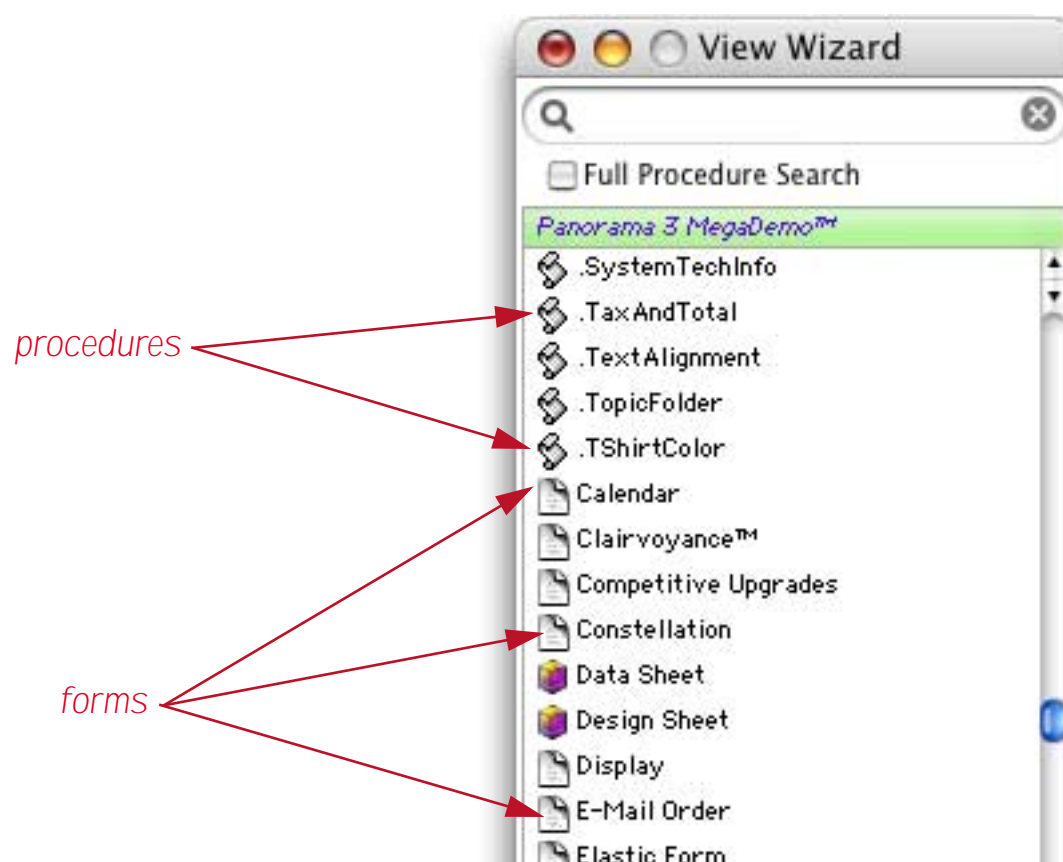 View Wizard
Full Procedure Search
Panorama 3 MegaDemo™
.SystemTechInfo
.TaxAndTotal
procedures
.TextAlignment
.TopicFolder
.TShirtColor
Calendar
Clairvoyance™
Competitive Upgrades
Constellation
Data Sheet
forms
Design Sheet
Display
E-Mail Order
Elastic Form